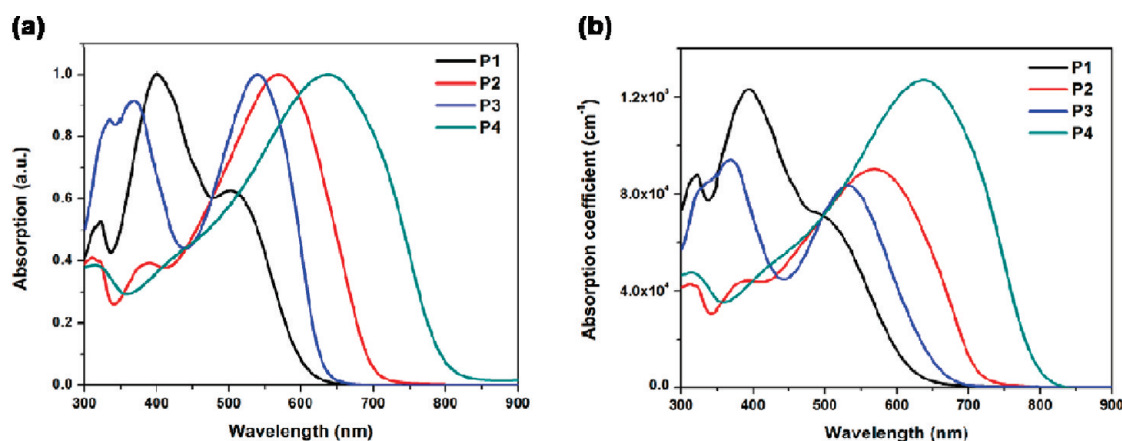 (a)
1.0
0.8
0.6
0.4
0.2
0.0
Absorption (a.u.)
300 400 500 600 700 800 900
Wavelength (nm)
P1
P2
P3
P4
(b)
1.2x10⁵
8.0x10⁴
4.0x10⁴
0.0
Absorption coefficient (cm⁻¹)
300 400 500 600 700 800 900
Wavelength (nm)
P1
P2
P3
P4